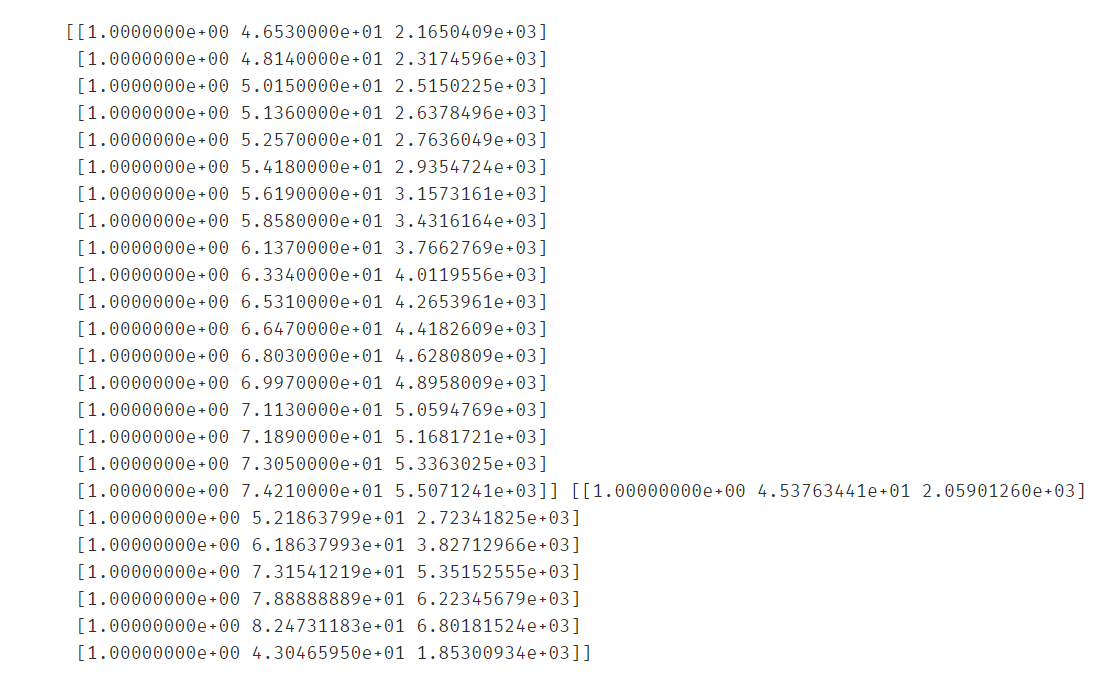 [[1.0000000e+00 4.6530000e+01 2.1650409e+03]
[1.0000000e+00 4.8140000e+01 2.3174596e+03]
[1.0000000e+00 5.0150000e+01 2.5150225e+03]
[1.0000000e+00 5.1360000e+01 2.6378496e+03]
[1.0000000e+00 5.2570000e+01 2.7636049e+03]
[1.0000000e+00 5.4180000e+01 2.9354724e+03]
[1.0000000e+00 5.6190000e+01 3.1573161e+03]
[1.0000000e+00 5.8580000e+01 3.4316164e+03]
[1.0000000e+00 6.1370000e+01 3.7662769e+03]
[1.0000000e+00 6.3340000e+01 4.0119556e+03]
[1.0000000e+00 6.5310000e+01 4.2653961e+03]
[1.0000000e+00 6.6470000e+01 4.4182609e+03]
[1.0000000e+00 6.8030000e+01 4.6280809e+03]
[1.0000000e+00 6.9970000e+01 4.8958009e+03]
[1.0000000e+00 7.1130000e+01 5.0594769e+03]
[1.0000000e+00 7.1890000e+01 5.1681721e+03]
[1.0000000e+00 7.3050000e+01 5.3363025e+03]
[1.0000000e+00 7.4210000e+01 5.5071241e+03]] [[1.00000000e+00 4.53763441e+01 2.05901260e+03]
[1.00000000e+00 5.21863799e+01 2.72341825e+03]
[1.00000000e+00 6.18637993e+01 3.82712966e+03]
[1.00000000e+00 7.31541219e+01 5.35152555e+03]
[1.00000000e+00 7.88888889e+01 6.22345679e+03]
[1.00000000e+00 8.24731183e+01 6.80181524e+03]
[1.00000000e+00 4.30465950e+01 1.85300934e+03]]